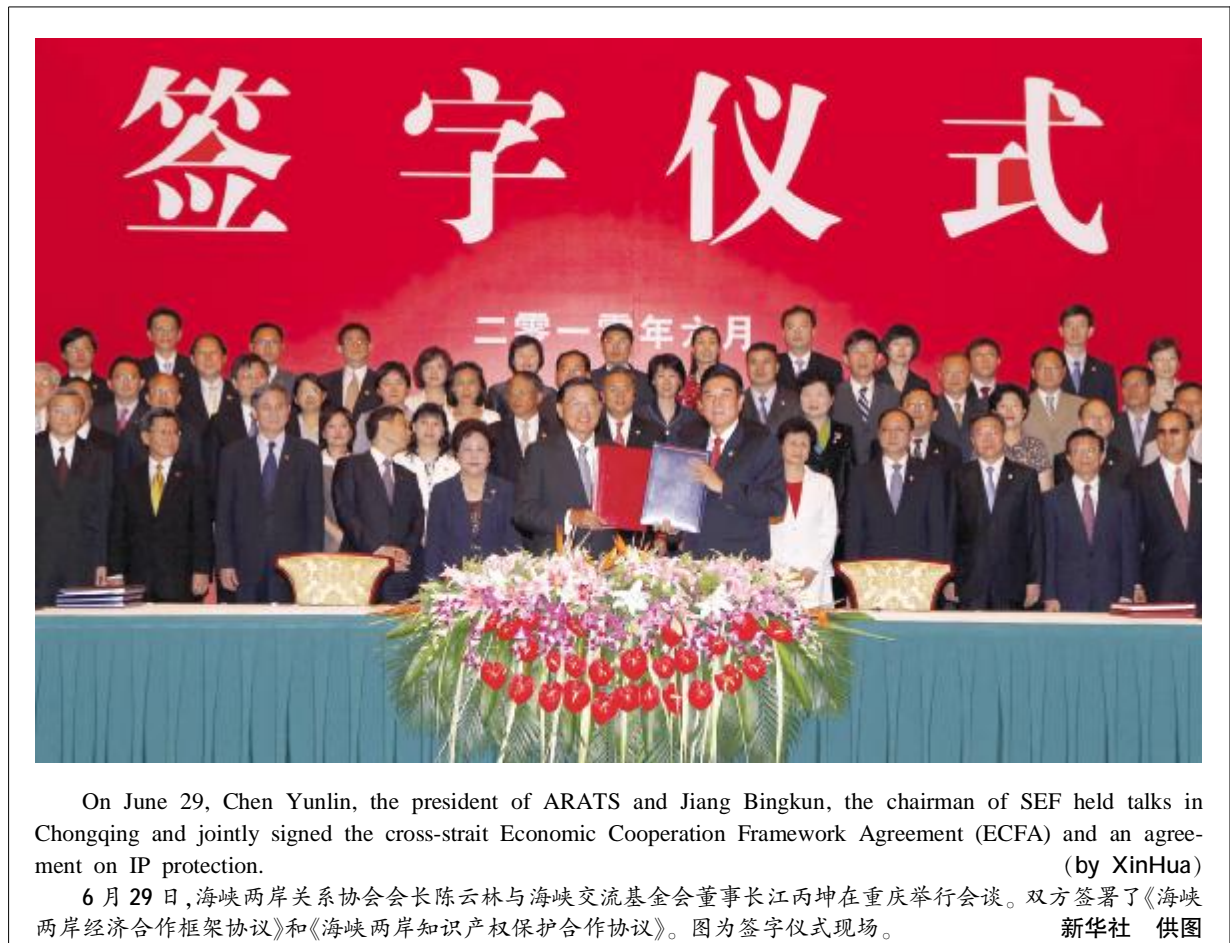 签字仪式
二零一零年六月
On June 29, Chen Yunlin, the president of ARATS and Jiang Bingkun, the chairman of SEF held talks in
Chongqing and jointly signed the cross-strait Economic Cooperation Framework Agreement (ECFA) and an agree-
ment on IP protection. (by XinHua)
6 月 29 日,海峡两岸关系协会会长陈云林与海峡交流基金会董事长江丙坤在重庆举行会谈。双方签署了《海峡
两岸经济合作框架协议》和《海峡两岸知识产权保护合作协议》。图为签字仪式现场。 新华社 供图